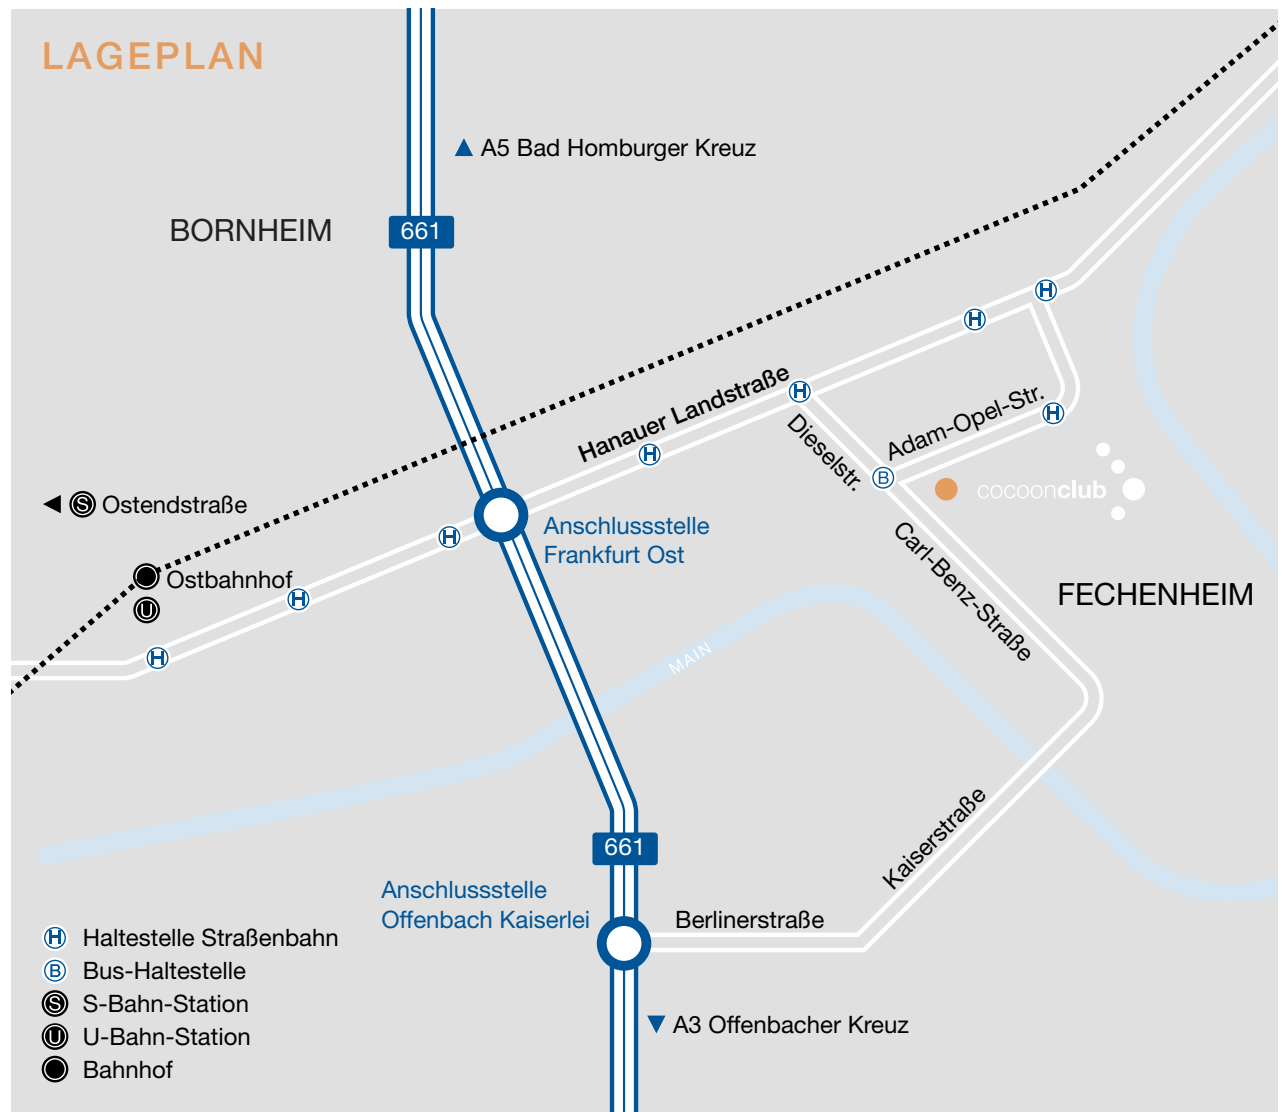 LAGEPLAN
A5 Bad Homburger Kreuz
BORNHEIM
661
H
H
Hanauer Landstraße
H
Adam-Opel-Str.
H
Dieselstr.
H
B
cocoonclub
S Ostendstraße
Anschlussstelle
Frankfurt Ost
H
Carl-Benz-Straße
Ostbahnhof
U
H
FECHENHEIM
H
MAIN
Kaiserstraße
661
Anschlussstelle
Offenbach Kaiserlei
Berlinerstraße
H Haltestelle Straßenbahn
B Bus-Haltestelle
S S-Bahn-Station
U U-Bahn-Station
Bahnhof
A3 Offenbacher Kreuz